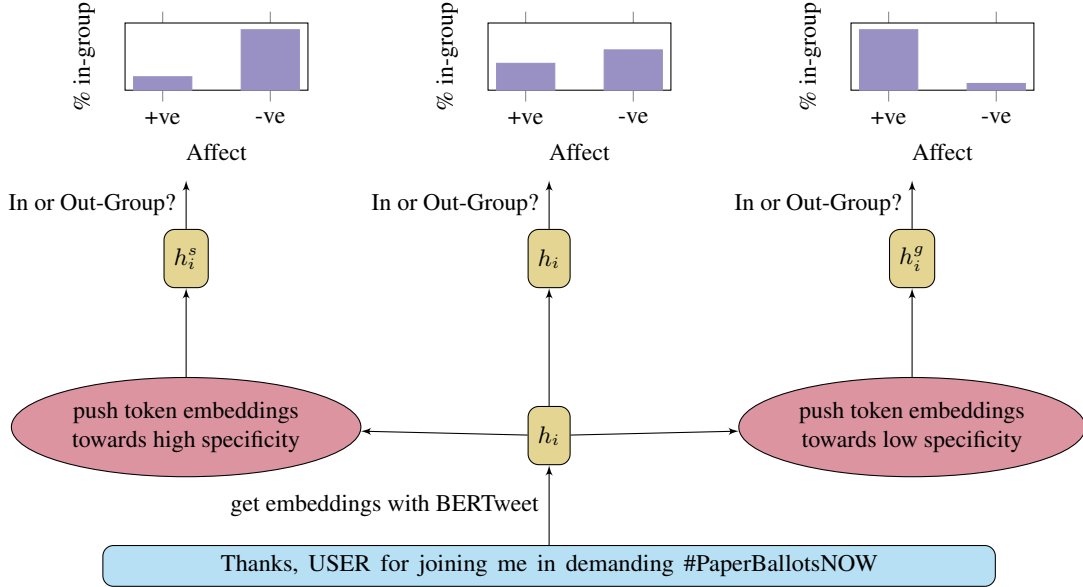 % in-group
% in-group
% in-group
+ve -ve
+ve -ve
+ve -ve
Affect
Affect
Affect
In or Out-Group?
In or Out-Group?
In or Out-Group?
h_i^s
h_i
h_i^g
push token embeddings
towards high specificity
h_i
push token embeddings
towards low specificity
get embeddings with BERTweet
Thanks, USER for joining me in demanding #PaperBallotsNOW